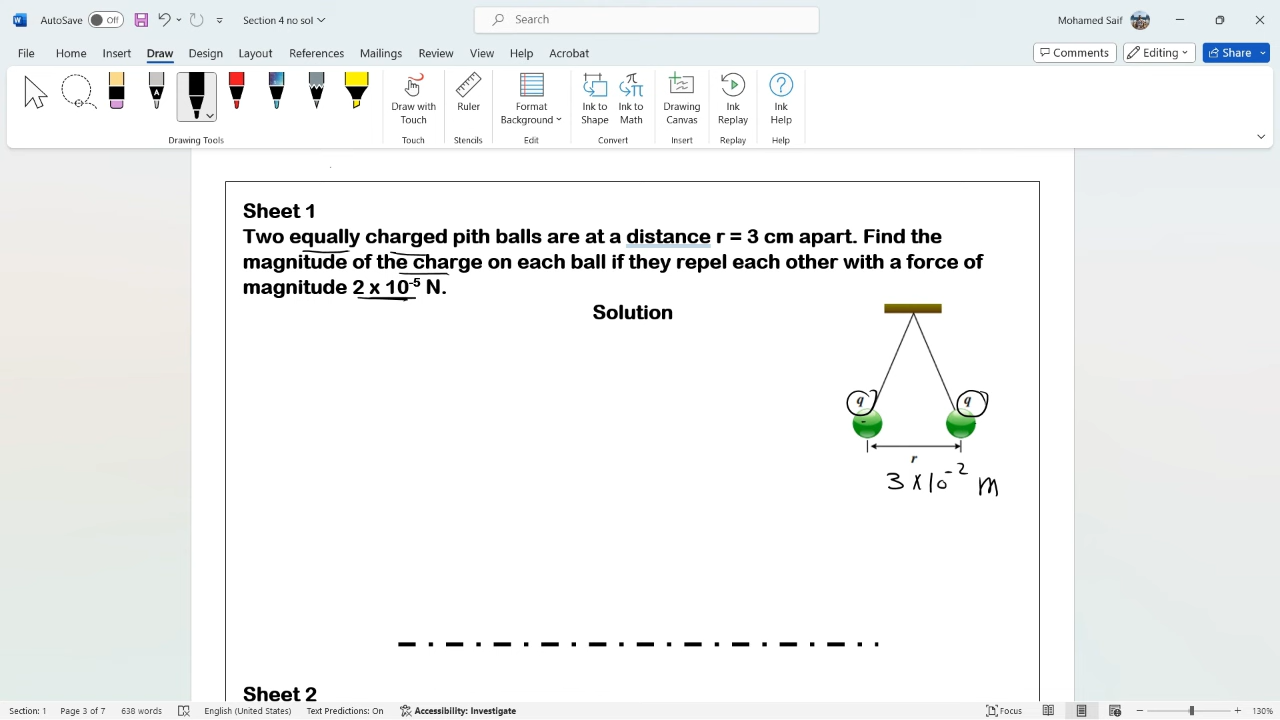 AutoSave Off Section 4 no sol Search Mohamed Saif
File Home Insert Draw Design Layout References Mailings Review View Help Acrobat Comments Editing Share
A
Draw with Touch Ruler Format Background Ink to Shape Ink to Math Drawing Canvas Ink Replay Ink Help
Drawing Tools Touch Stencils Edit Convert Insert Replay Help
Sheet 1
Two equally charged pith balls are at a distance r = 3 cm apart. Find the
magnitude of the charge on each ball if they repel each other with a force of
magnitude 2 x 10⁻⁵ N.
Solution
q q
r
3 × 10⁻² m
Sheet 2
Section: 1 Page 3 of 7 638 words English (United States) Text Predictions: On Accessibility: Investigate Focus 130%